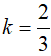 k = 2/3